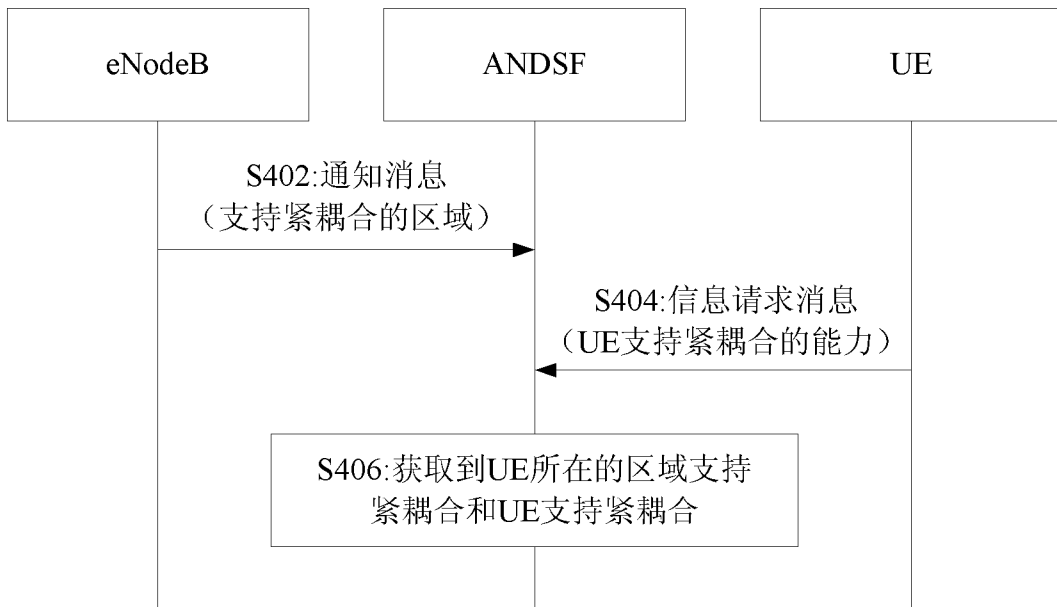 eNodeB
ANDSF
UE
S402:通知消息
（支持紧耦合的区域）
S404:信息请求消息
（UE支持紧耦合的能力）
S406:获取到UE所在的区域支持
紧耦合和UE支持紧耦合